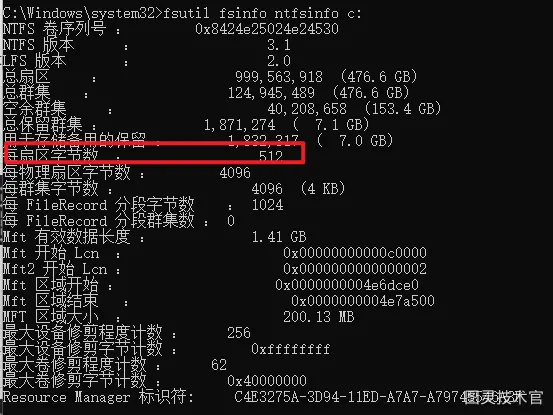 C:\Windows\system32>fsutil fsinfo ntfsinfo c:
NTFS 卷序列号 : 0x8424e25024e24530
NTFS 版本 : 3.1
LFS 版本 : 2.0
总扇区 : 999,563,918 (476.6 GB)
总群集 : 124,945,489 (476.6 GB)
空余群集 : 40,208,658 (153.4 GB)
总保留群集 : 1,871,274 ( 7.1 GB)
用于存储备用的保留 : 1,832,317 ( 7.0 GB)
每扇区字节数 : 512
每物理扇区字节数 : 4096
每群集字节数 : 4096 (4 KB)
每 FileRecord 分段字节数 : 1024
每 FileRecord 分段群集数 : 0
Mft 有效数据长度 : 1.41 GB
Mft 开始 Lcn : 0x00000000000c0000
Mft2 开始 Lcn : 0x0000000000000002
Mft 区域开始 : 0x0000000004e6dce0
Mft 区域结束 : 0x0000000004e7a500
MFT 区域大小 : 200.13 MB
最大设备修剪程度计数 : 256
最大设备修剪字节计数 : 0xffffffff
最大卷修剪程度计数 : 62
最大卷修剪字节计数 : 0x40000000
Resource Manager 标识符: C4E3275A-3D94-11ED-A7A7-A7974
图灵技术官